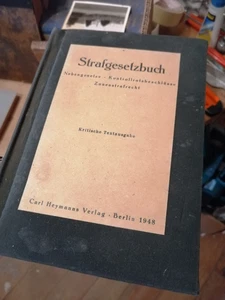 Strafgesetzbuch
Nebengesetze - Kontrollratsbeschlüsse
Zonenstrafrecht
Kritische Textausgabe
Carl Heymanns Verlag - Berlin 1948